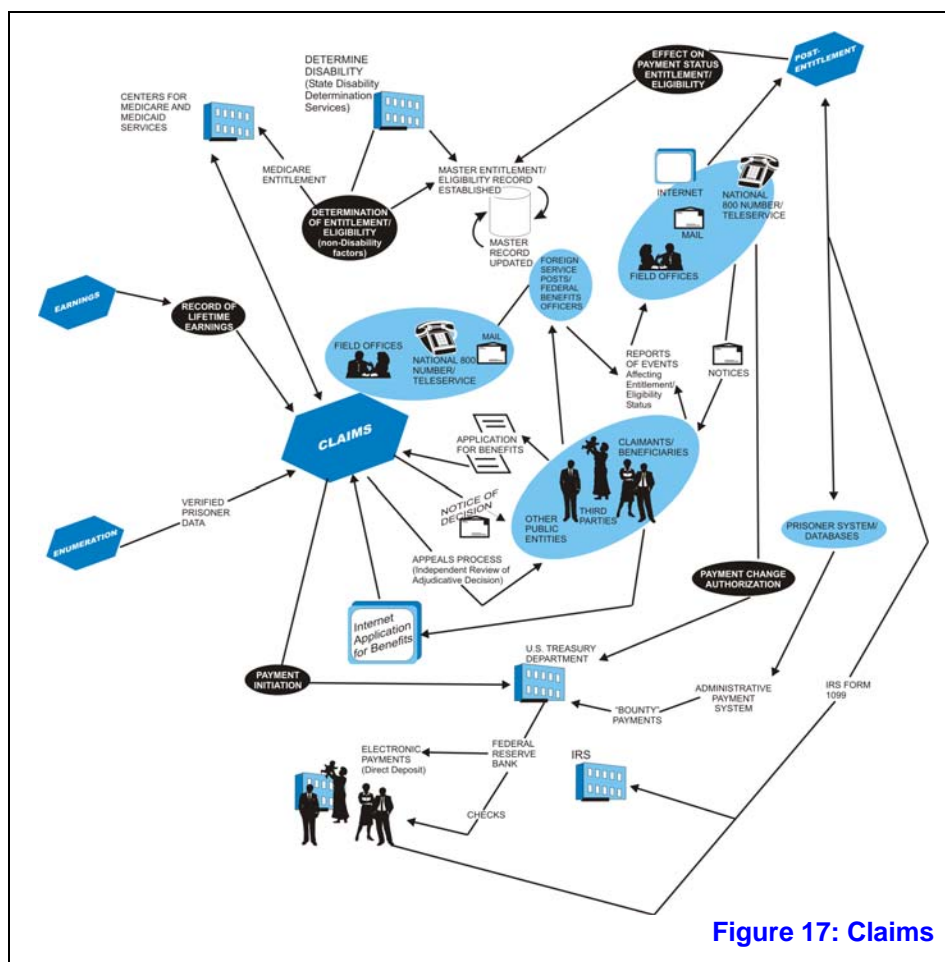 EFFECT ON
PAYMENT STATUS
ENTITLEMENT/
ELIGIBILITY
POST-
ENTITLEMENT
DETERMINE
DISABILITY
(State Disability
Determination
Services)
CENTERS FOR
MEDICARE AND
MEDICAID
SERVICES
MEDICARE
ENTITLEMENT
MASTER ENTITLEMENT/
ELIGIBILITY RECORD
ESTABLISHED
INTERNET
NATIONAL
800 NUMBER/
TELESERVICE
MAIL
FIELD OFFICES
DETERMINATION
OF ENTITLEMENT/
ELIGIBILITY
(non-Disability
factors)
MASTER
RECORD
UPDATED
FOREIGN
SERVICE
POSTS/
FEDERAL
BENEFITS
OFFICERS
EARNINGS
RECORD OF
LIFETIME
EARNINGS
FIELD OFFICES
NATIONAL 800
NUMBER/
TELESERVICE
MAIL
REPORTS
OF EVENTS
Affecting
Entitlement/
Eligibility
Status
NOTICES
CLAIMS
APPLICATION
FOR BENEFITS
CLAIMANTS/
BENEFICIARIES
THIRD
PARTIES
OTHER
PUBLIC
ENTITIES
NOTICE OF
DECISION
VERIFIED
PRISONER
DATA
ENUMERATION
PRISONER SYSTEM/
DATABASES
APPEALS PROCESS
(Independent Review of
Adjudicative Decision)
PAYMENT CHANGE
AUTHORIZATION
Internet
Application
for Benefits
U.S. TREASURY
DEPARTMENT
PAYMENT
INITIATION
ADMINISTRATIVE
PAYMENT
SYSTEM
IRS FORM
1099
"BOUNTY"
PAYMENTS
ELECTRONIC
PAYMENTS
(Direct Deposit)
FEDERAL
RESERVE
BANK
IRS
CHECKS
Figure 17: Claims